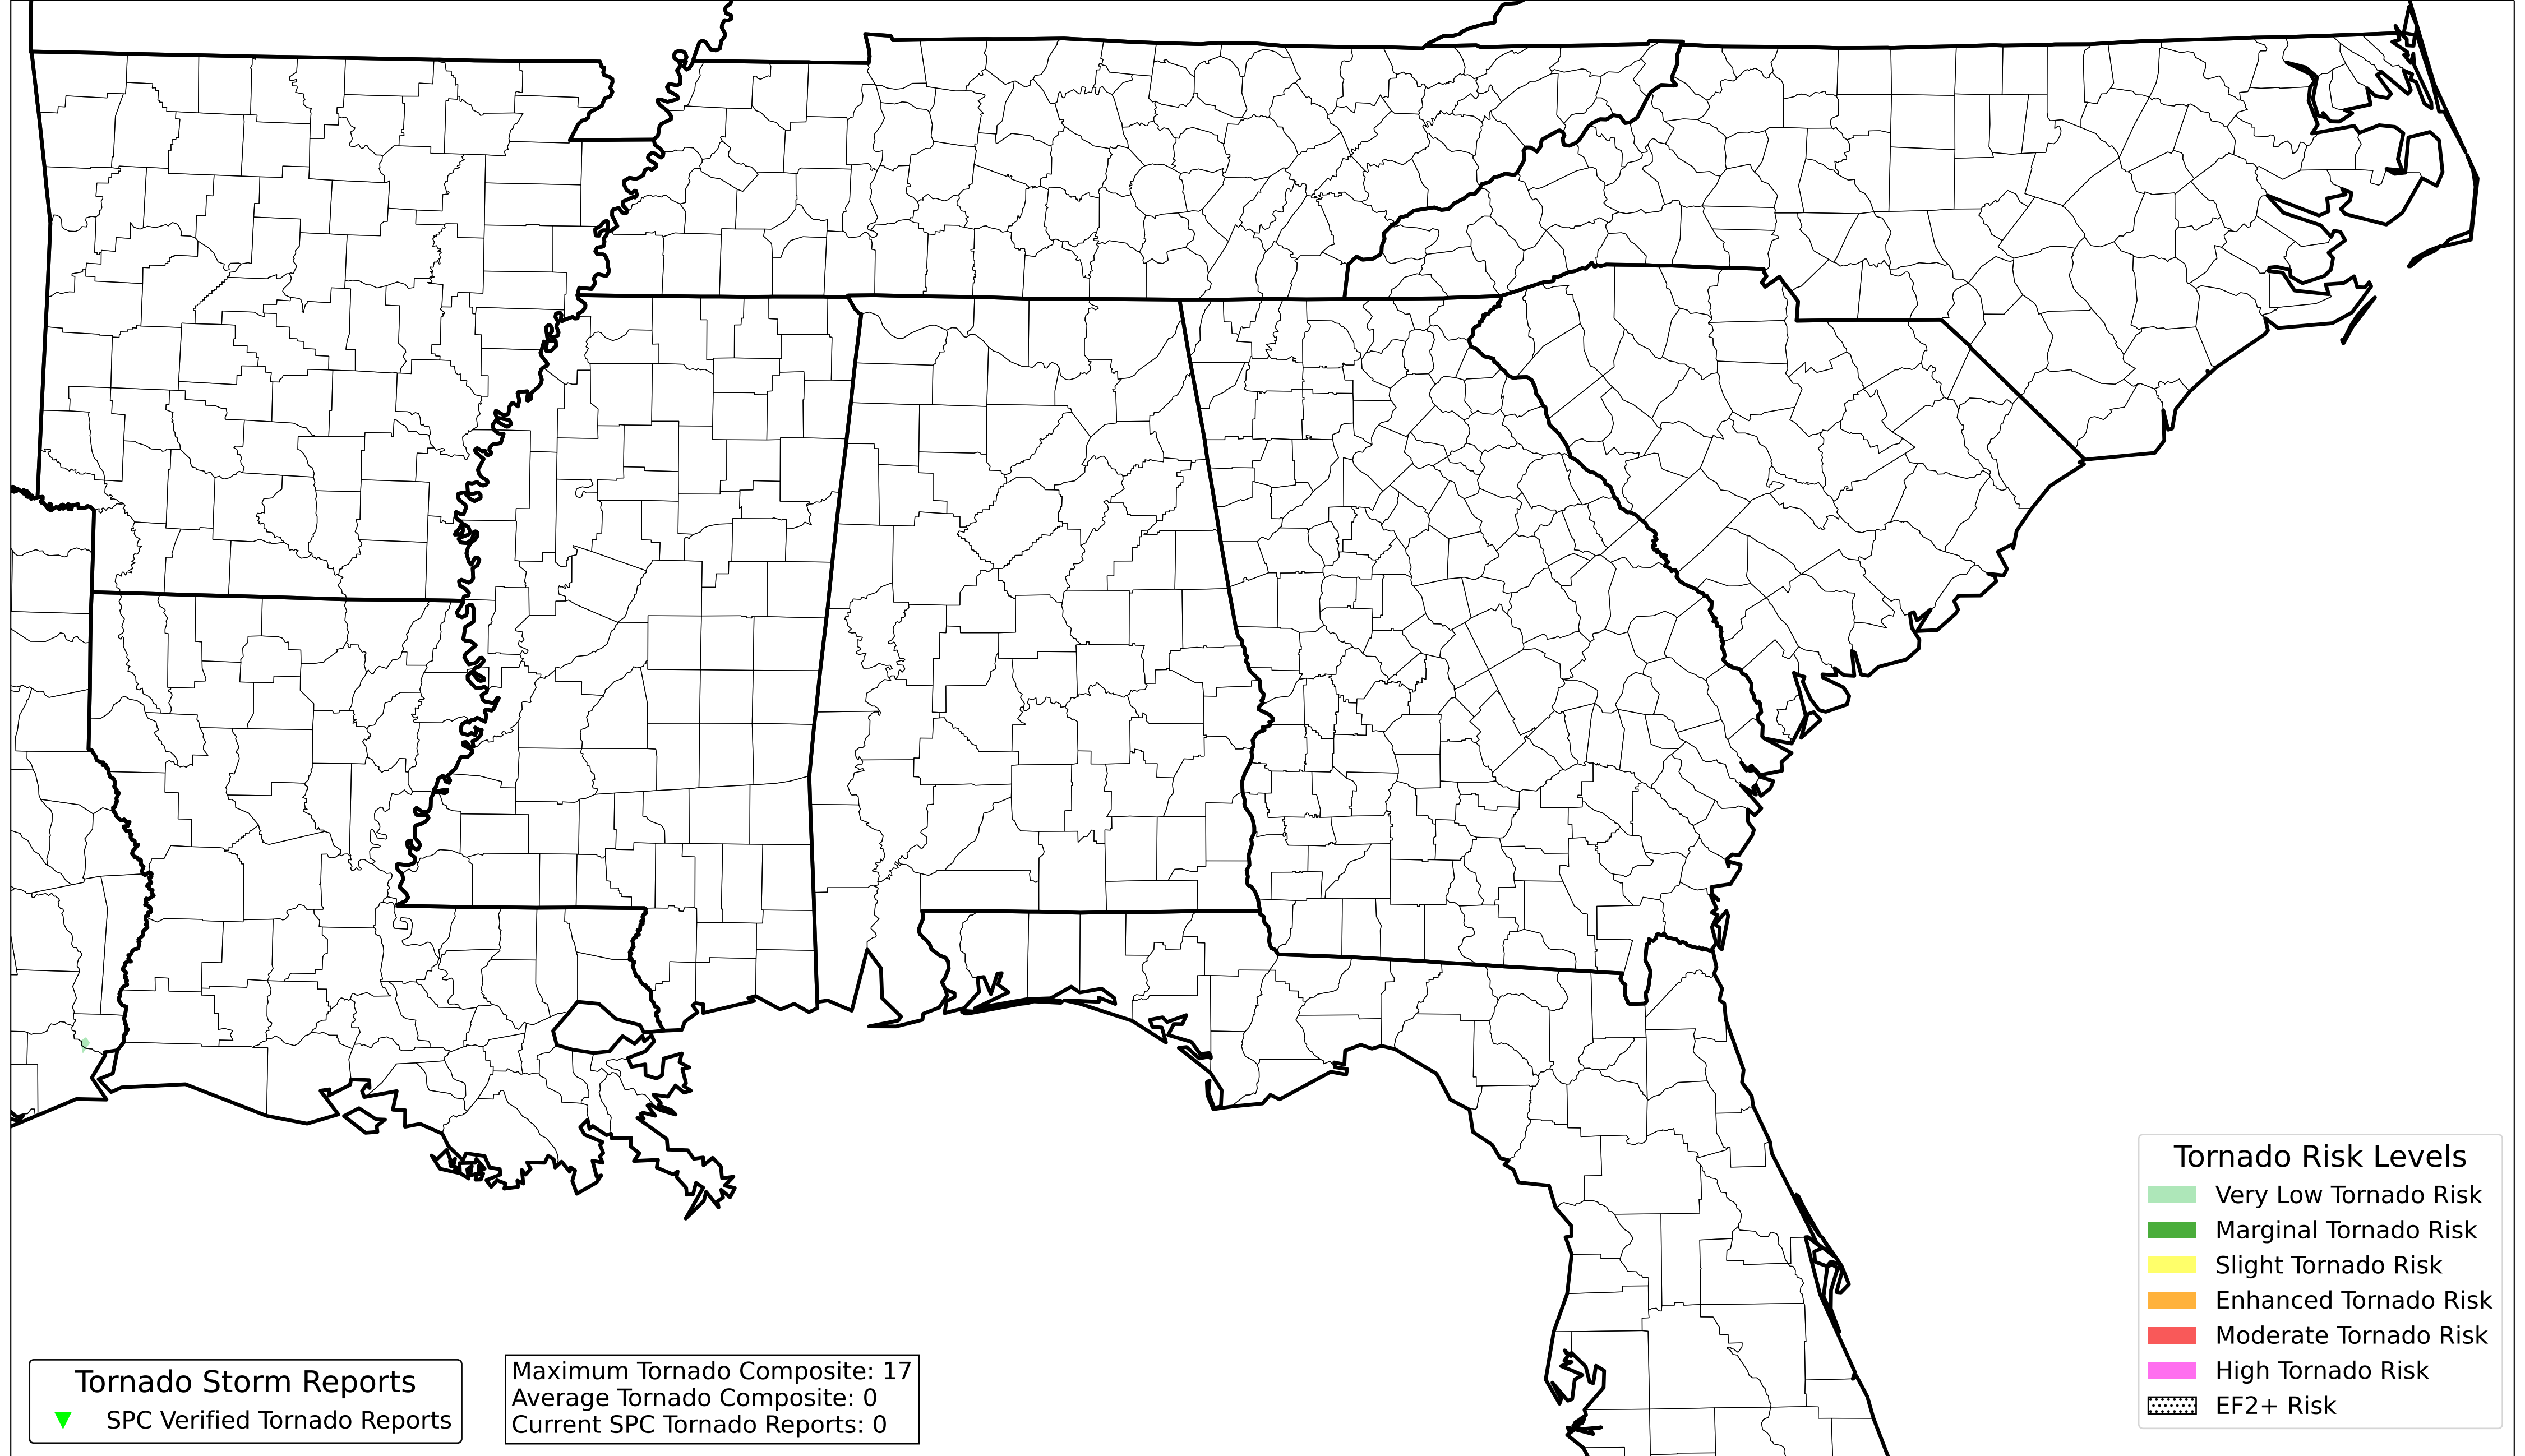 Tornado Storm Reports
SPC Verified Tornado Reports
Maximum Tornado Composite: 17
Average Tornado Composite: 0
Current SPC Tornado Reports: 0
Tornado Risk Levels
Very Low Tornado Risk
Marginal Tornado Risk
Slight Tornado Risk
Enhanced Tornado Risk
Moderate Tornado Risk
High Tornado Risk
EF2+ Risk